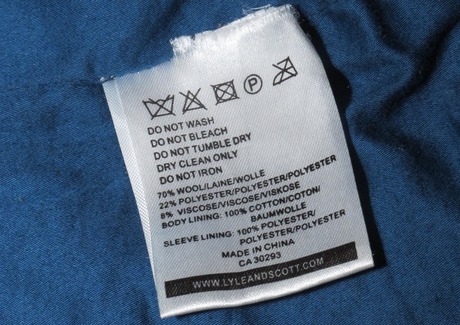 P
DO NOT WASH
DO NOT BLEACH
DO NOT TUMBLE DRY
DRY CLEAN ONLY
DO NOT IRON
70% WOOL/LAINE/WOLLE
22% POLYESTER/POLYESTER/POLYESTER
8% VISCOSE/VISCOSE/VISKOSE
BODY LINING: 100% COTTON/COTON/
BAUMWOLLE
SLEEVE LINING: 100% POLYESTER/
POLYESTER/POLYESTER
MADE IN CHINA
CA 30293
WWW.LYLEANDSCOTT.COM